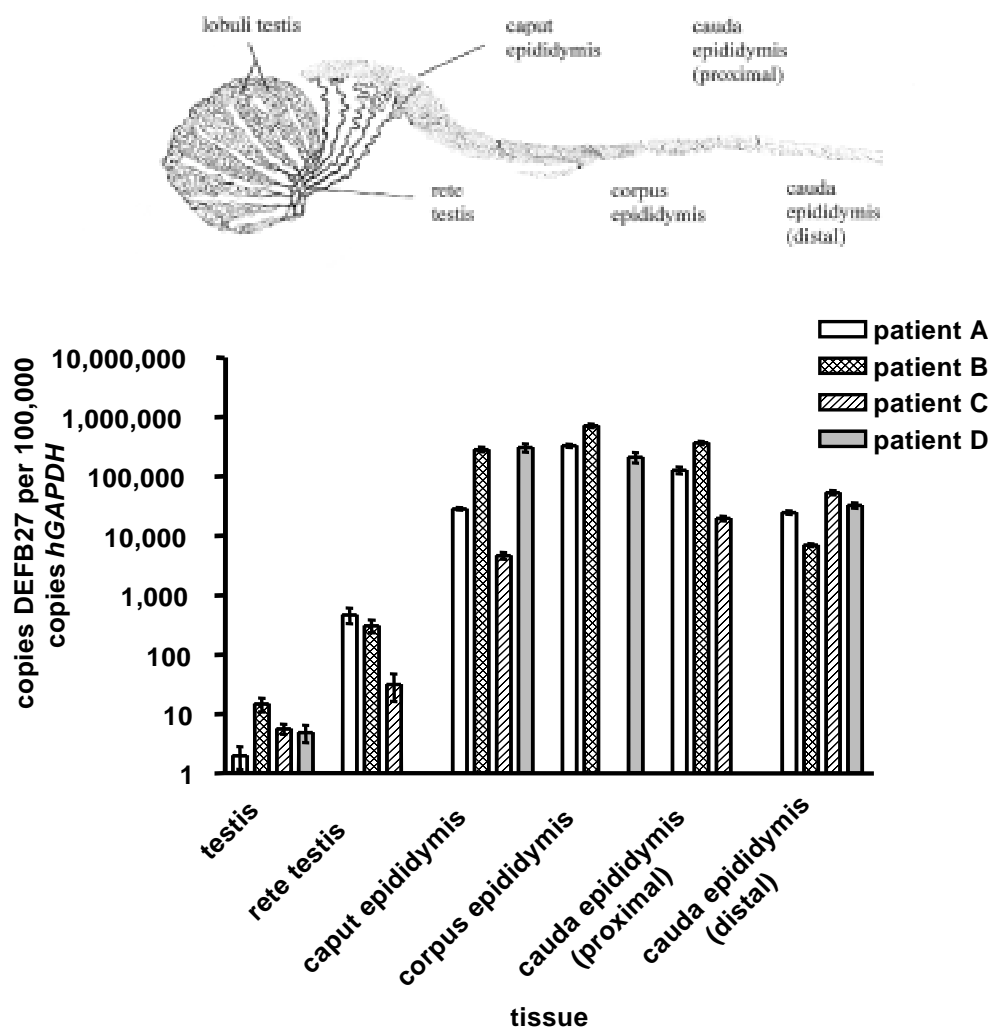 lobuli testis
caput
epididymis
cauda
epididymis
(proximal)
rete
testis
corpus
epididymis
cauda
epididymis
(distal)
patient A
patient B
patient C
patient D
copies DEFB27 per 100,000
copies hGAPDH
10,000,000
1,000,000
100,000
10,000
1,000
100
10
1
testis
rete testis
caput epididymis
corpus epididymis
cauda epididymis
(proximal)
cauda epididymis
(distal)
tissue